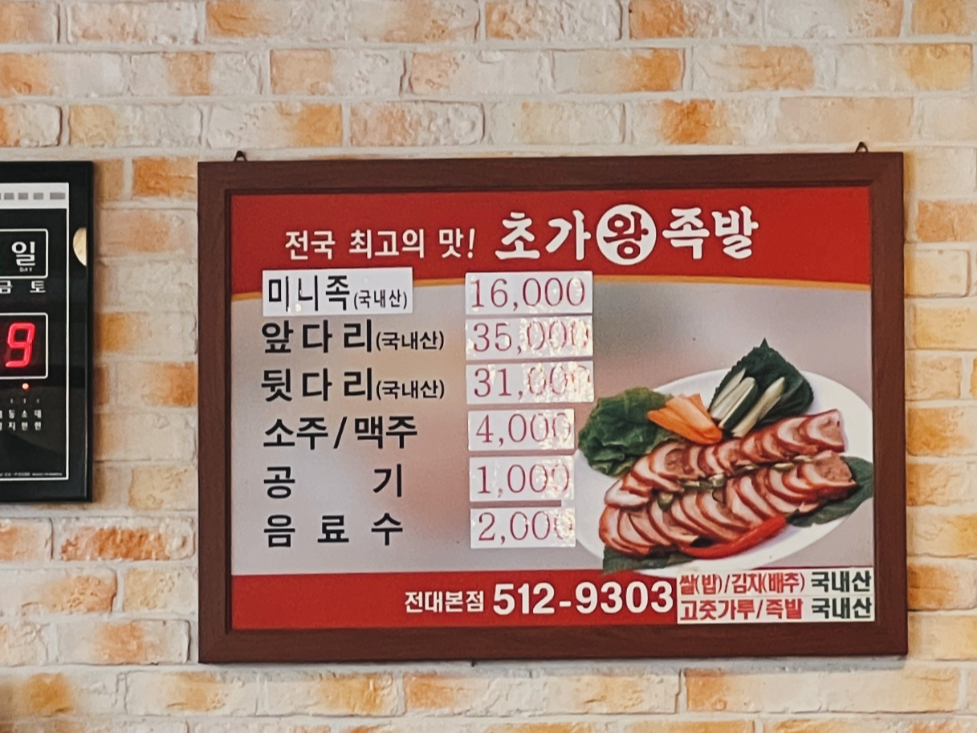 전국 최고의 맛! 초가왕족발
미니족(국내산) 16,000
앞다리(국내산) 35,000
뒷다리(국내산) 31,000
소주/맥주 4,000
공기 1,000
음료수 2,000
전대본점 512-9303
쌀(밥)/김치(배추) 국내산
고춧가루/족발 국내산
일
금 토
9